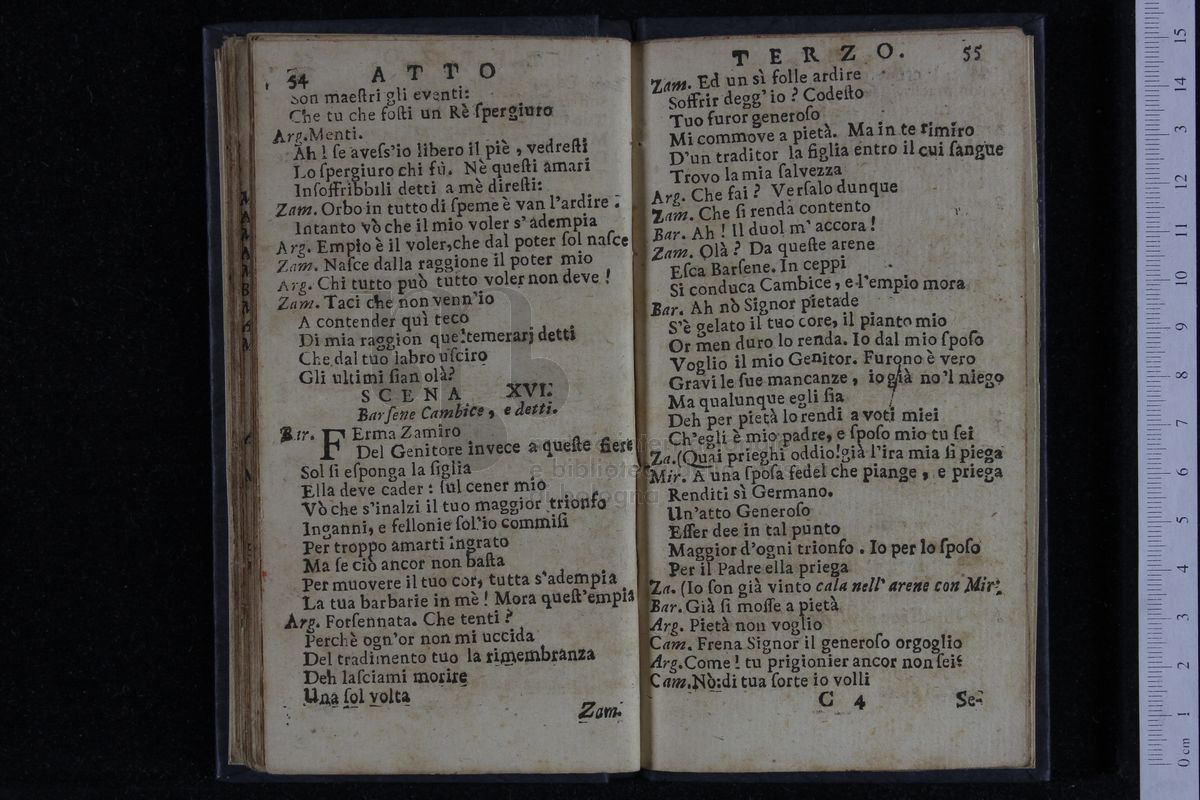 54 ATTO
Son maeſtri gli eventi:
Che tu che foſti un Rè ſpergiuro
Arg.Menti.
Ah ! ſe aveſs'io libero il piè , vedreſti
Lo ſpergiuro chi fù. Nè queſti amari
Inſoffribbili detti a mè direſti:
Zam. Orbo in tutto di ſpeme è van l'ardire :
Intanto vò che il mio voler s'adempia
Arg. Empio è il voler,che dal poter ſol naſce
Zam. Naſce dalla raggione il poter mio
Arg. Chi tutto può tutto voler non deve !
Zam. Taci che non venn'io
A contender quì teco
Di mia raggion que'temerarj detti
Che dal tuo labro uſciro
Gli ultimi ſian olà?
SCENA XVI.
Barſene Cambice, e detti.
Bar. FErma Zamiro
Del Genitore invece a queſte fiere
Sol ſi eſponga la figlia
Ella deve cader : ſul cener mio
Vò che s'inalzi il tuo maggior trionfo
Inganni, e fellonie ſol'io commiſi
Per troppo amarti ingrato
Ma ſe ciò ancor non baſta
Per muovere il tuo cor, tutta s'adempia
La tua barbarie in mè ! Mora queſt'empia
Arg. Forſennata. Che tenti ?
Perchè ogn'or non mi uccida
Del tradimento tuo la rimembranza
Deh laſciami morire
Una ſol volta
Zam.
TERZO. 55
Zam. Ed un sì folle ardire
Soffrir degg' io ? Codeſto
Tuo furor generoſo
Mi commove a pietà. Ma in te rimiro
D'un traditor la figlia entro il cui ſangue
Trovo la mia ſalvezza
Arg. Che fai ? Verſalo dunque
Zam. Che ſi renda contento
Bar. Ah ! Il duol m' accora !
Zam. Olà ? Da queſte arene
Eſca Barſene. In ceppi
Si conduca Cambice, e l'empio mora
Bar. Ah nò Signor pietade
S'è gelato il tuo core, il pianto mio
Or men duro lo renda. Io dal mio ſpoſo
Voglio il mio Genitor. Furono è vero
Gravi le ſue mancanze , io già no'l niego
Ma qualunque egli ſia
Deh per pietà lo rendi a voti miei
Ch'egli è mio padre, e ſpoſo mio tu ſei
Za.(Quai prieghi oddio!già l'ira mia ſi piega
Mir. A una ſpoſa fedel che piange , e priega
Renditi sì Germano.
Un'atto Generoſo
Eſſer dee in tal punto
Maggior d'ogni trionfo . Io per lo ſpoſo
Per il Padre ella priega
Za. (Io ſon già vinto cala nell' arene con Mir.
Bar. Già ſi moſſe a pietà
Arg. Pietà non voglio
Cam. Frena Signor il generoſo orgoglio
Arg.Come ! tu prigionier ancor non ſei?
Cam.Nò:di tua ſorte io volli
C 4 Se-